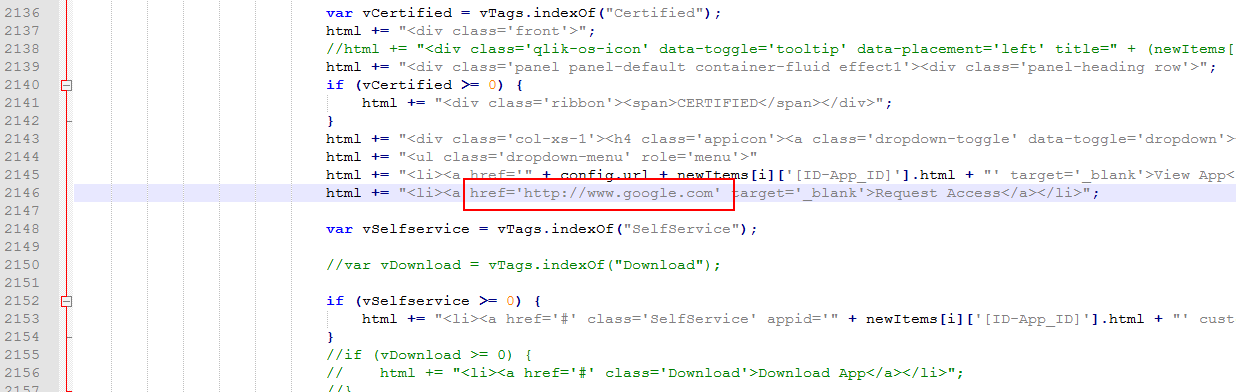 2136 var vCertified = vTags.indexOf("Certified");
2137 html += "<div class='front'>";
2138 //html += "<div class='qlik-os-icon' data-toggle='tooltip' data-placement='left' title=" + (newItems[
2139 html += "<div class='panel panel-default container-fluid effect1'><div class='panel-heading row'>";
2140 if (vCertified >= 0) {
2141 html += "<div class='ribbon'><span>CERTIFIED</span></div>";
2142 }
2143 html += "<div class='col-xs-1'><h4 class='appicon'><a class='dropdown-toggle' data-toggle='dropdown'>
2144 html += "<ul class='dropdown-menu' role='menu'>"
2145 html += "<li><a href='" + config.url + newItems[i]['[ID-App_ID]'].html + "' target='_blank'>View App<
2146 html += "<li><a href='http://www.google.com' target='_blank'>Request Access</a></li>";
2147
2148 var vSelfservice = vTags.indexOf("SelfService");
2149
2150 //var vDownload = vTags.indexOf("Download");
2151
2152 if (vSelfservice >= 0) {
2153 html += "<li><a href='#' class='SelfService' appid='" + newItems[i]['[ID-App_ID]'].html + "' cust
2154 }
2155 //if (vDownload >= 0) {
2156 // html += "<li><a href='#' class='Download'>Download App</a></li>";
2157 //}